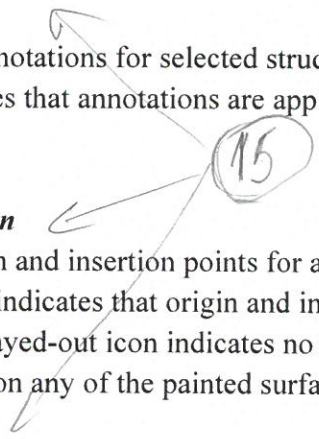 notations for selected struc
es that annotations are app
15
n
n and insertion points for a
indicates that origin and in
ayed-out icon indicates no
on any of the painted surfa